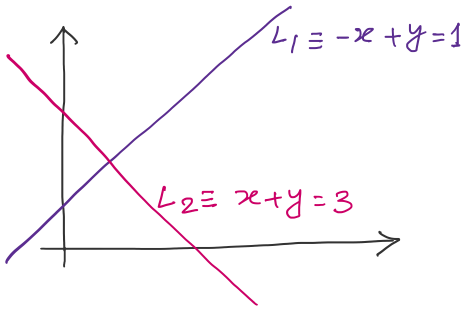 L₁ ≡ -x + y = 1
L₂ ≡ x + y = 3